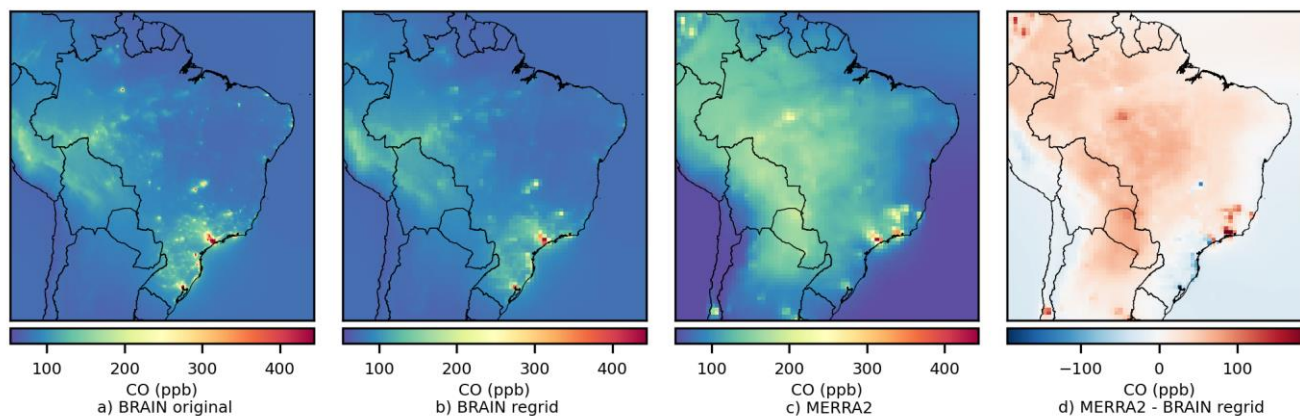 100 200 300 400
CO (ppb)
a) BRAIN original
100 200 300 400
CO (ppb)
b) BRAIN regrid
100 200 300 400
CO (ppb)
c) MERRA2
−100 0 100
CO (ppb)
d) MERRA2 - BRAIN regrid